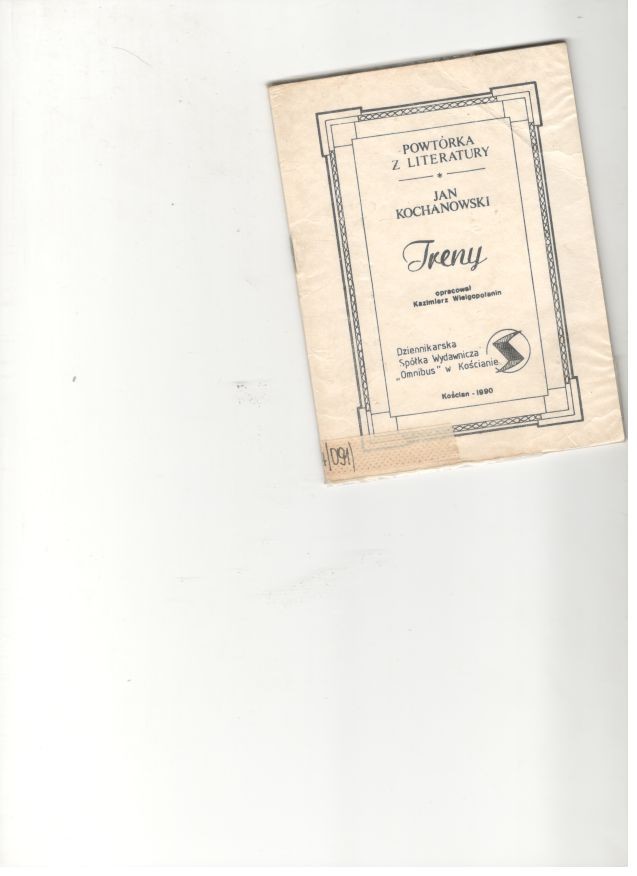 POWTÓRKA
Z LITERATURY
*
JAN
KOCHANOWSKI
Treny
opracował
Kazimierz Wielgopolanin
Dziennikarska
Spółka Wydawnicza
„Omnibus" w Kościanie
Kościan - 1990
(091)